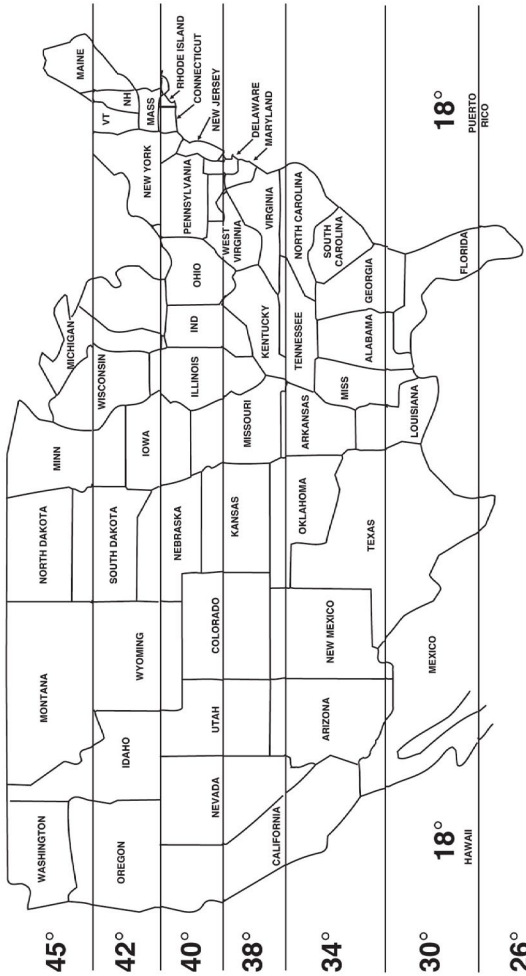 45°
42°
40°
38°
34°
30°
26°
WASHINGTON
OREGON
CALIFORNIA
NEVADA
IDAHO
MONTANA
WYOMING
UTAH
COLORADO
ARIZONA
NEW MEXICO
NORTH DAKOTA
SOUTH DAKOTA
NEBRASKA
KANSAS
OKLAHOMA
TEXAS
MEXICO
MINN
IOWA
MISSOURI
ARKANSAS
LOUISIANA
WISCONSIN
ILLINOIS
MICHIGAN
IND
OHIO
KENTUCKY
TENNESSEE
MISS
ALABAMA
GEORGIA
FLORIDA
SOUTH
CAROLINA
NORTH CAROLINA
VIRGINIA
WEST
VIRGINIA
PENNSYLVANIA
NEW YORK
VT
NH
MASS
MAINE
RHODE ISLAND
CONNECTICUT
NEW JERSEY
DELAWARE
MARYLAND
18°
HAWAII
18°
PUERTO
RICO